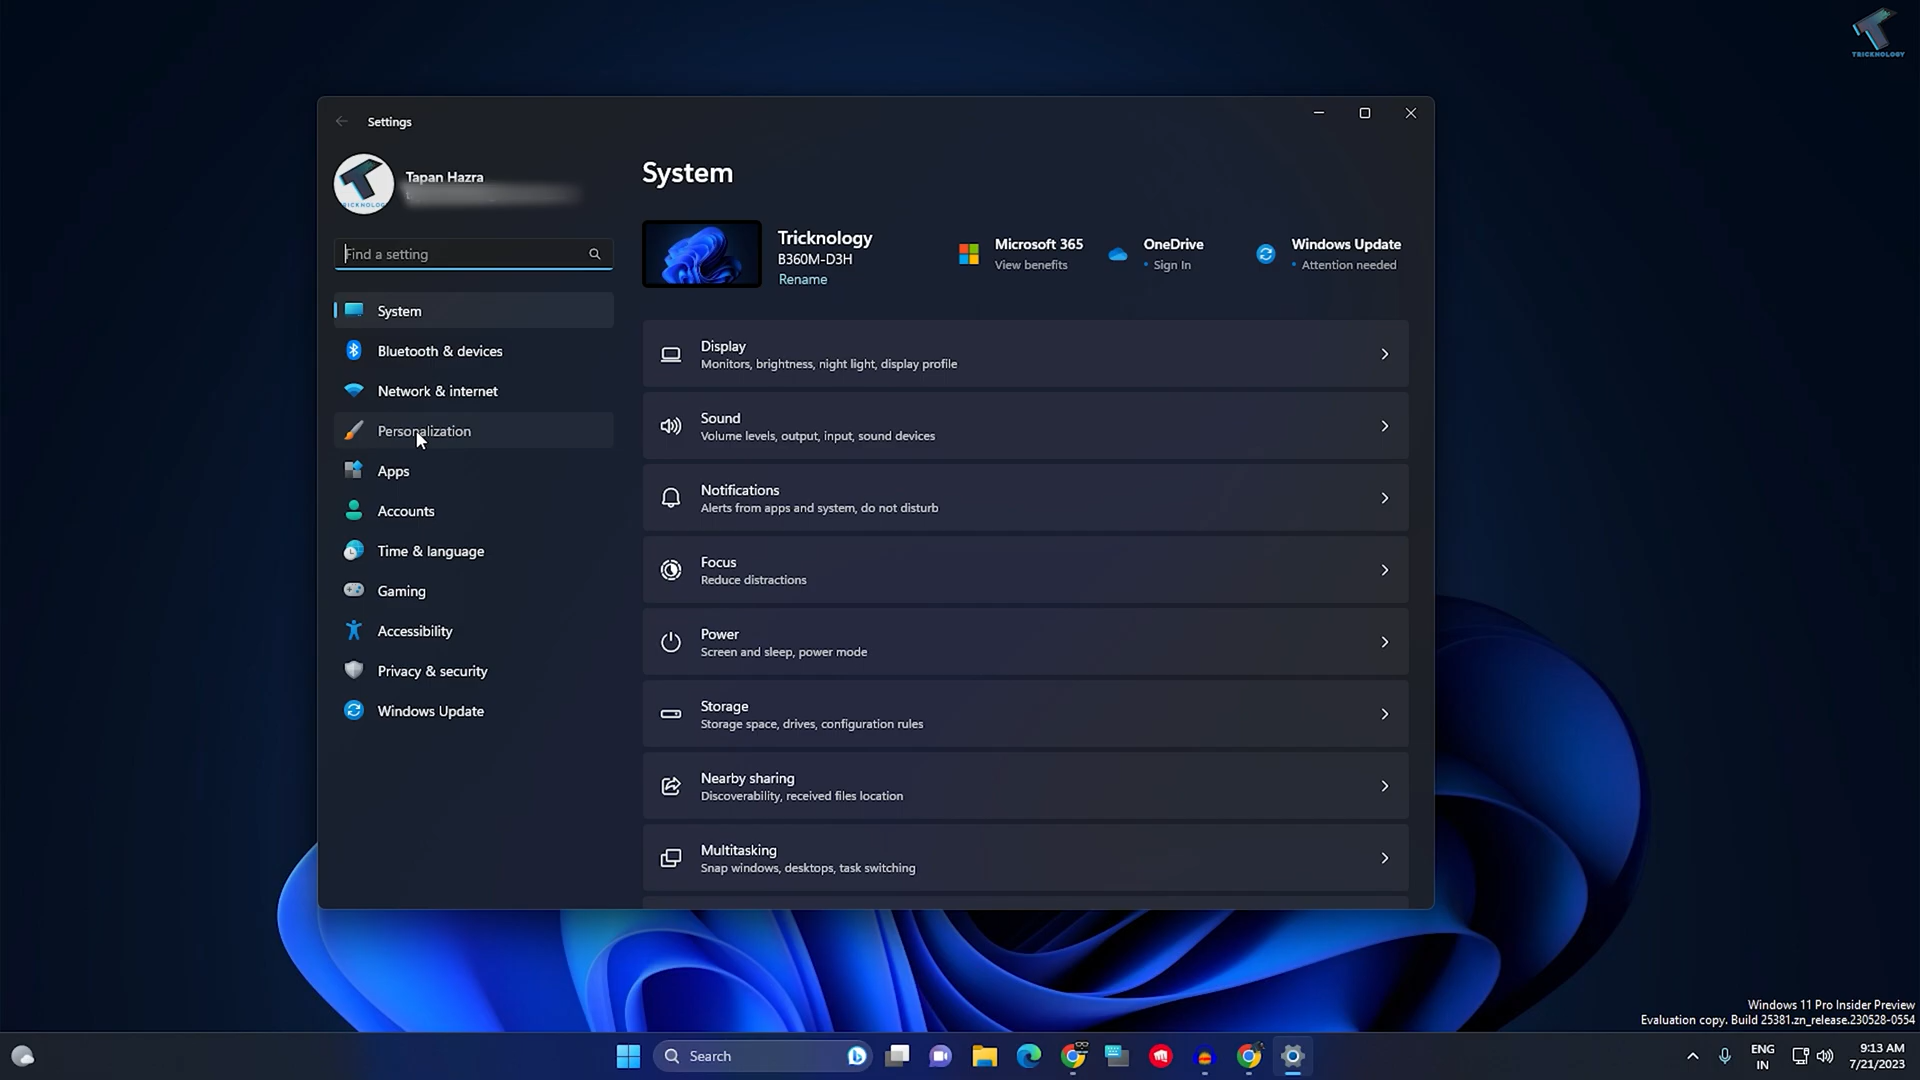 TRICKNOLOGY
Settings
Tapan Hazra
Find a setting
System
Bluetooth & devices
Network & internet
Personalization
Apps
Accounts
Time & language
Gaming
Accessibility
Privacy & security
Windows Update
System
Tricknology
B360M-D3H
Rename
Microsoft 365
View benefits
OneDrive
• Sign In
Windows Update
• Attention needed
Display
Monitors, brightness, night light, display profile
Sound
Volume levels, output, input, sound devices
Notifications
Alerts from apps and system, do not disturb
Focus
Reduce distractions
Power
Screen and sleep, power mode
Storage
Storage space, drives, configuration rules
Nearby sharing
Discoverability, received files location
Multitasking
Snap windows, desktops, task switching
Windows 11 Pro Insider Preview
Evaluation copy. Build 25381.zn_release.230528-0554
Search
ENG
IN
9:13 AM
7/21/2023